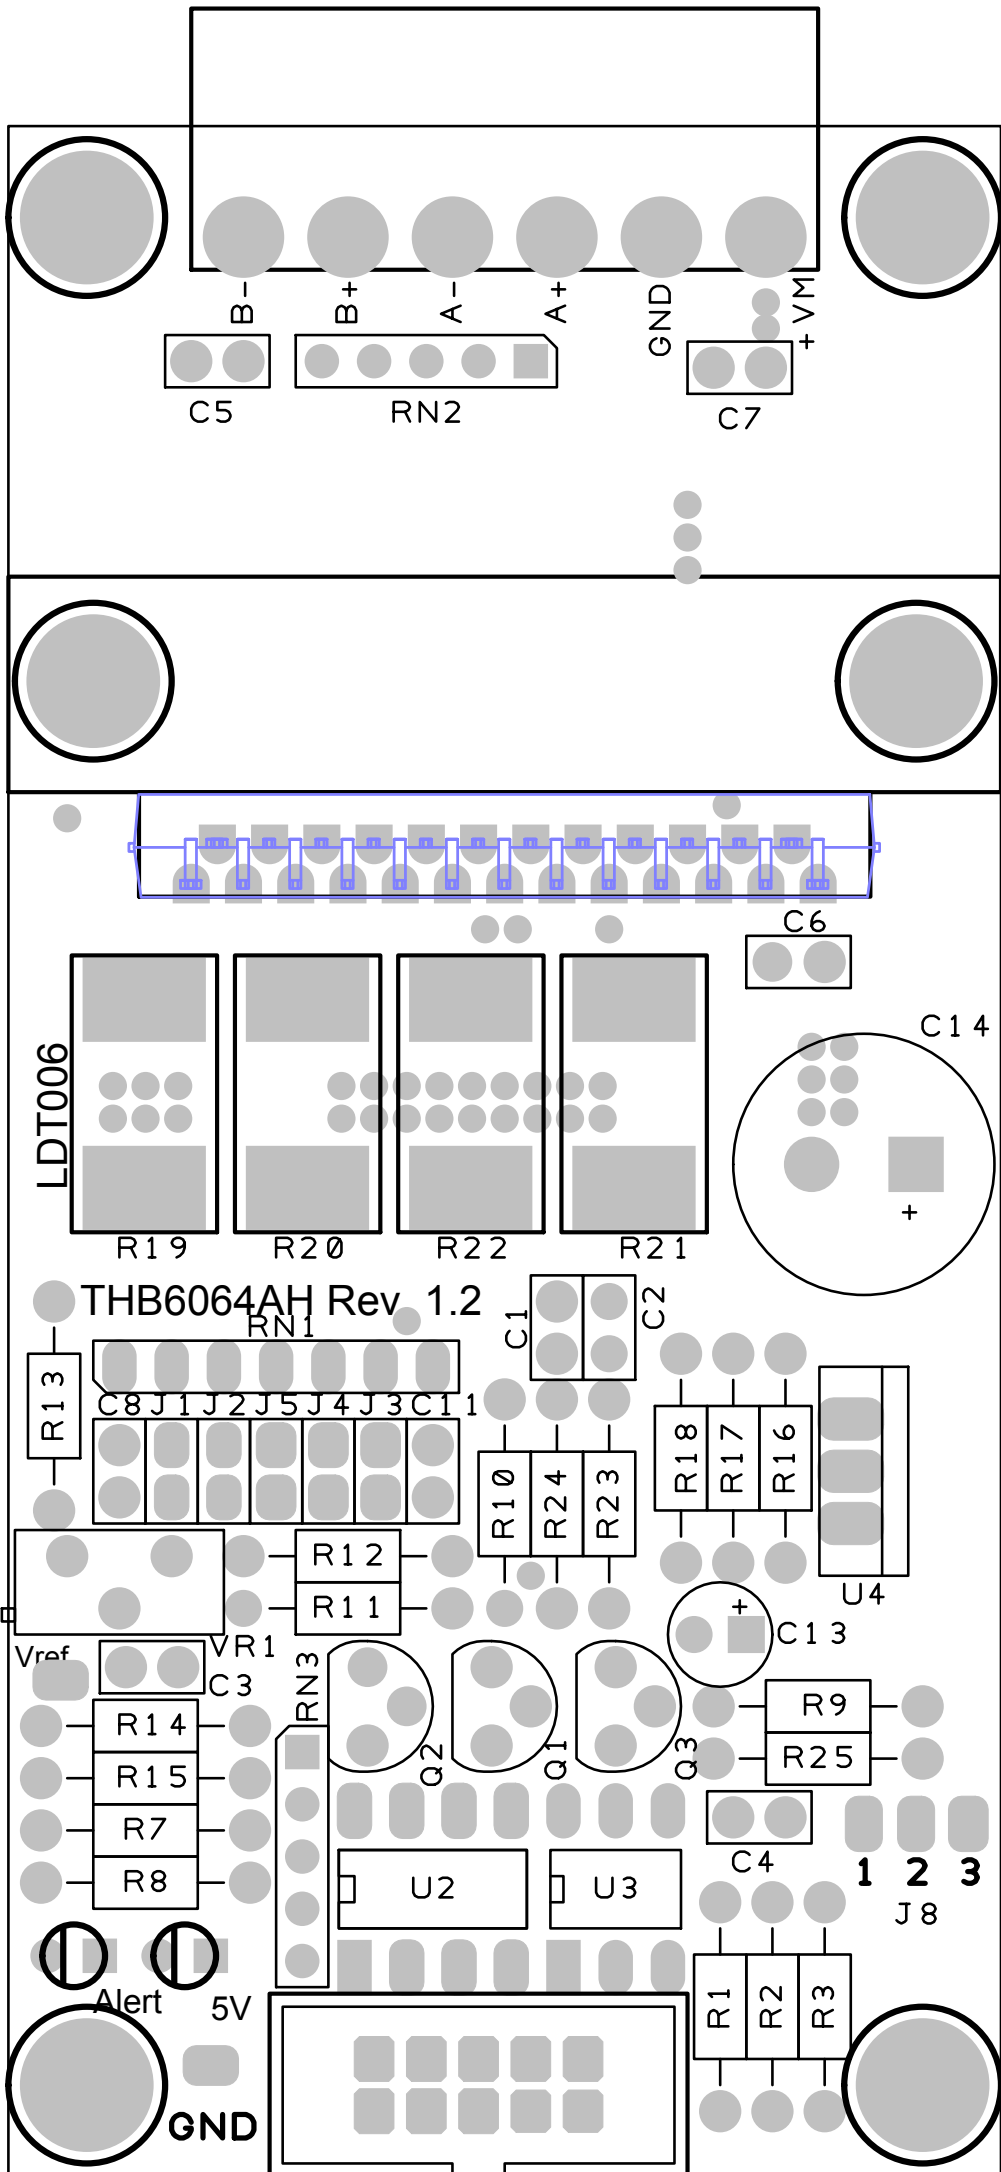 B- B+ A- A+ GND +VM
C5 RN2 C7
C6
C14
LDT006
+
R19 R20 R22 R21
THB6064AH Rev 1.2
RN1
C1 C2
R13
C8 J1 J2 J5 J4 J3 C11
R18 R17 R16
R10 R24 R23
R12
R11
U4
+
C13
Vref
VR1
C3
RN3
R14
R9
R15
Q2 Q1 Q3
R25
R7
C4
1 2 3
R8
U2 U3
J8
Alert
5V
R1 R2 R3
GND